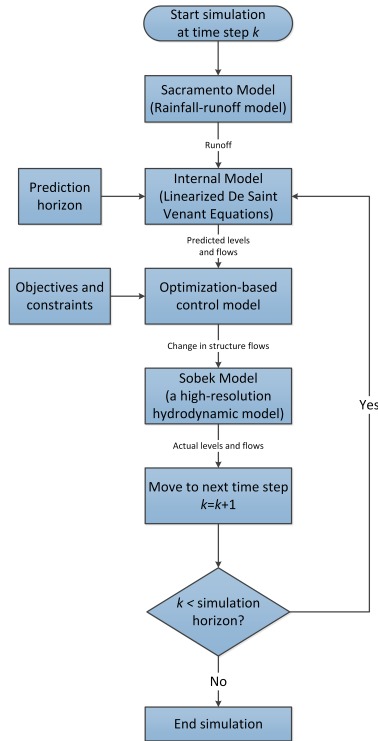 Start simulation
at time step k
Sacramento Model
(Rainfall-runoff model)
Runoff
Prediction
horizon
Internal Model
(Linearized De Saint
Venant Equations)
Predicted levels
and flows
Objectives and
constraints
Optimization-based
control model
Change in structure flows
Sobek Model
(a high-resolution
hydrodynamic model)
Yes
Actual levels and flows
Move to next time step
k=k+1
k < simulation
horizon?
No
End simulation